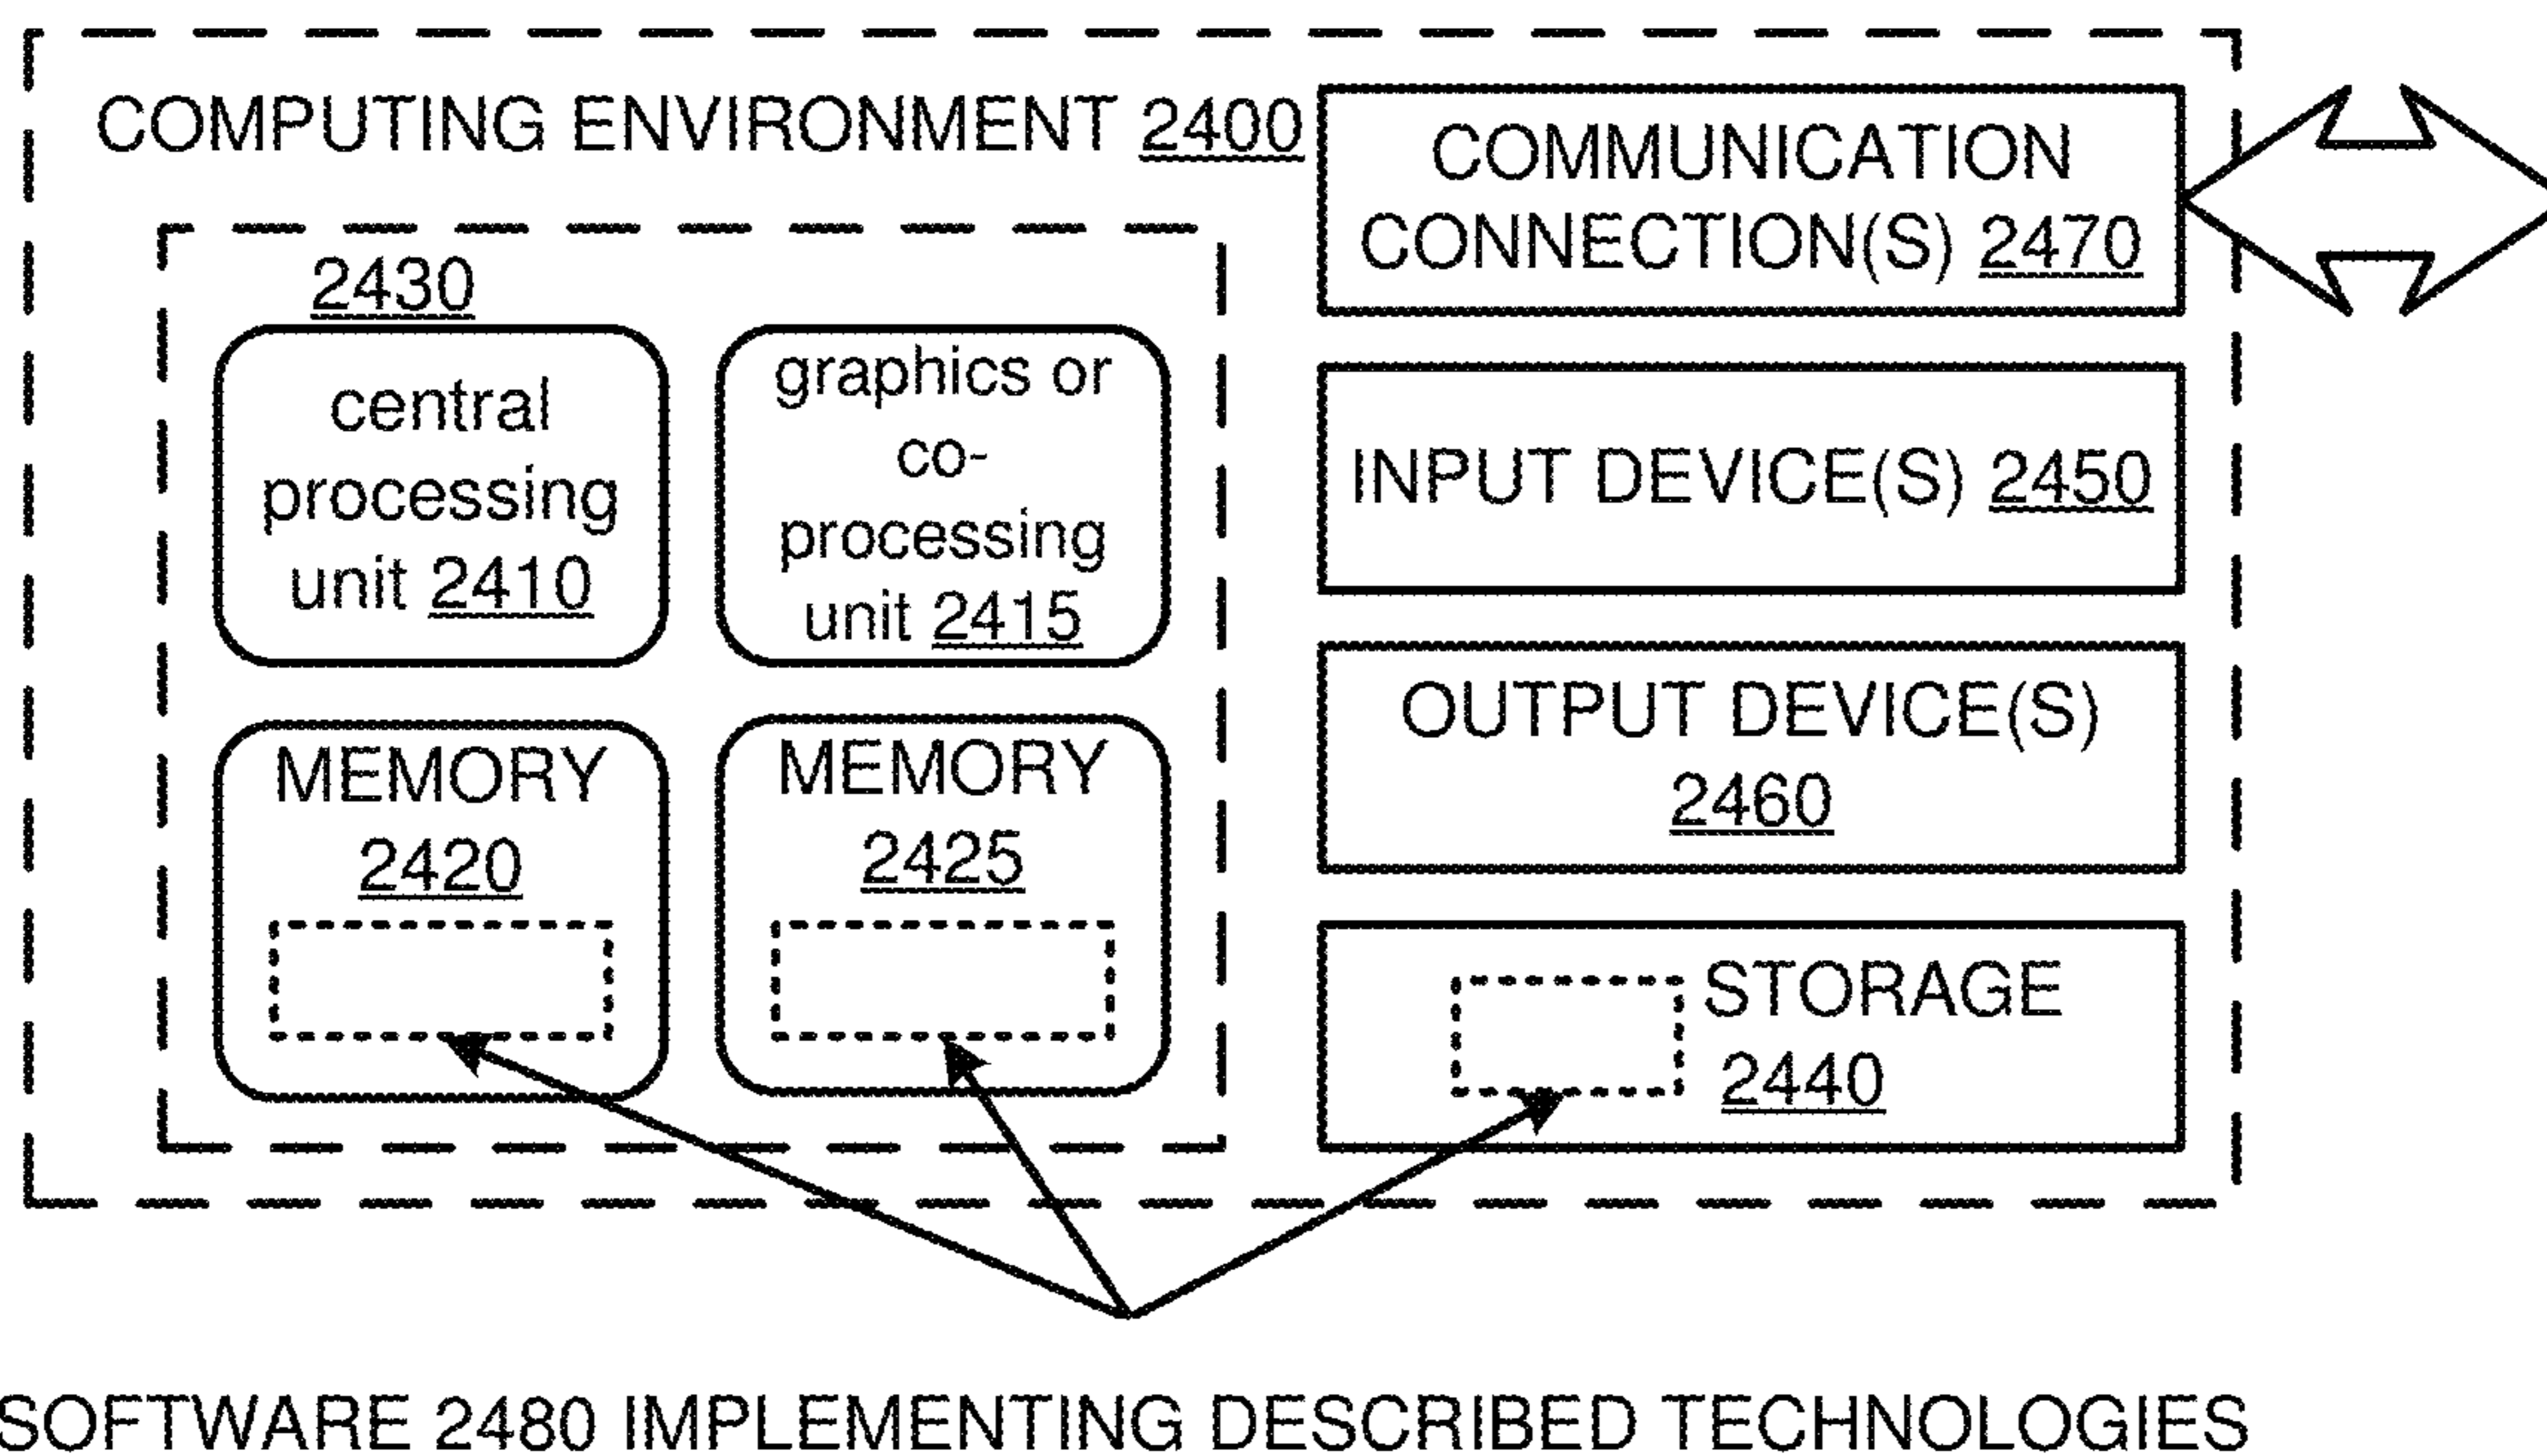 COMPUTING ENVIRONMENT 2400
2430
central
processing
unit 2410
graphics or
co-
processing
unit 2415
MEMORY
2420
MEMORY
2425
COMMUNICATION
CONNECTION(S) 2470
INPUT DEVICE(S) 2450
OUTPUT DEVICE(S)
2460
STORAGE
2440
SOFTWARE 2480 IMPLEMENTING DESCRIBED TECHNOLOGIES